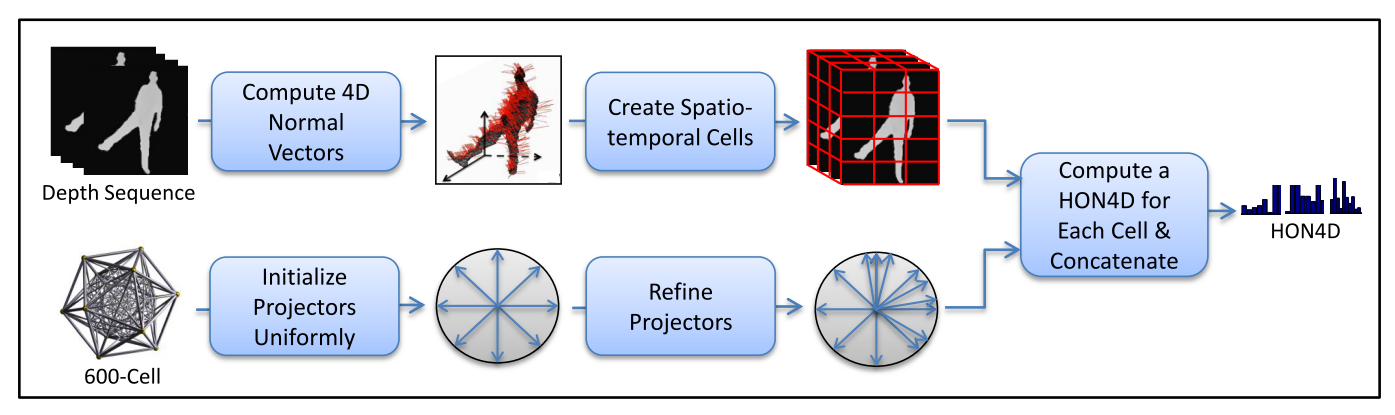 Compute 4D
Normal
Vectors
Create Spatio-
temporal Cells
Depth Sequence
Compute a
HON4D for
Each Cell &
Concatenate
HON4D
Initialize
Projectors
Uniformly
Refine
Projectors
600-Cell